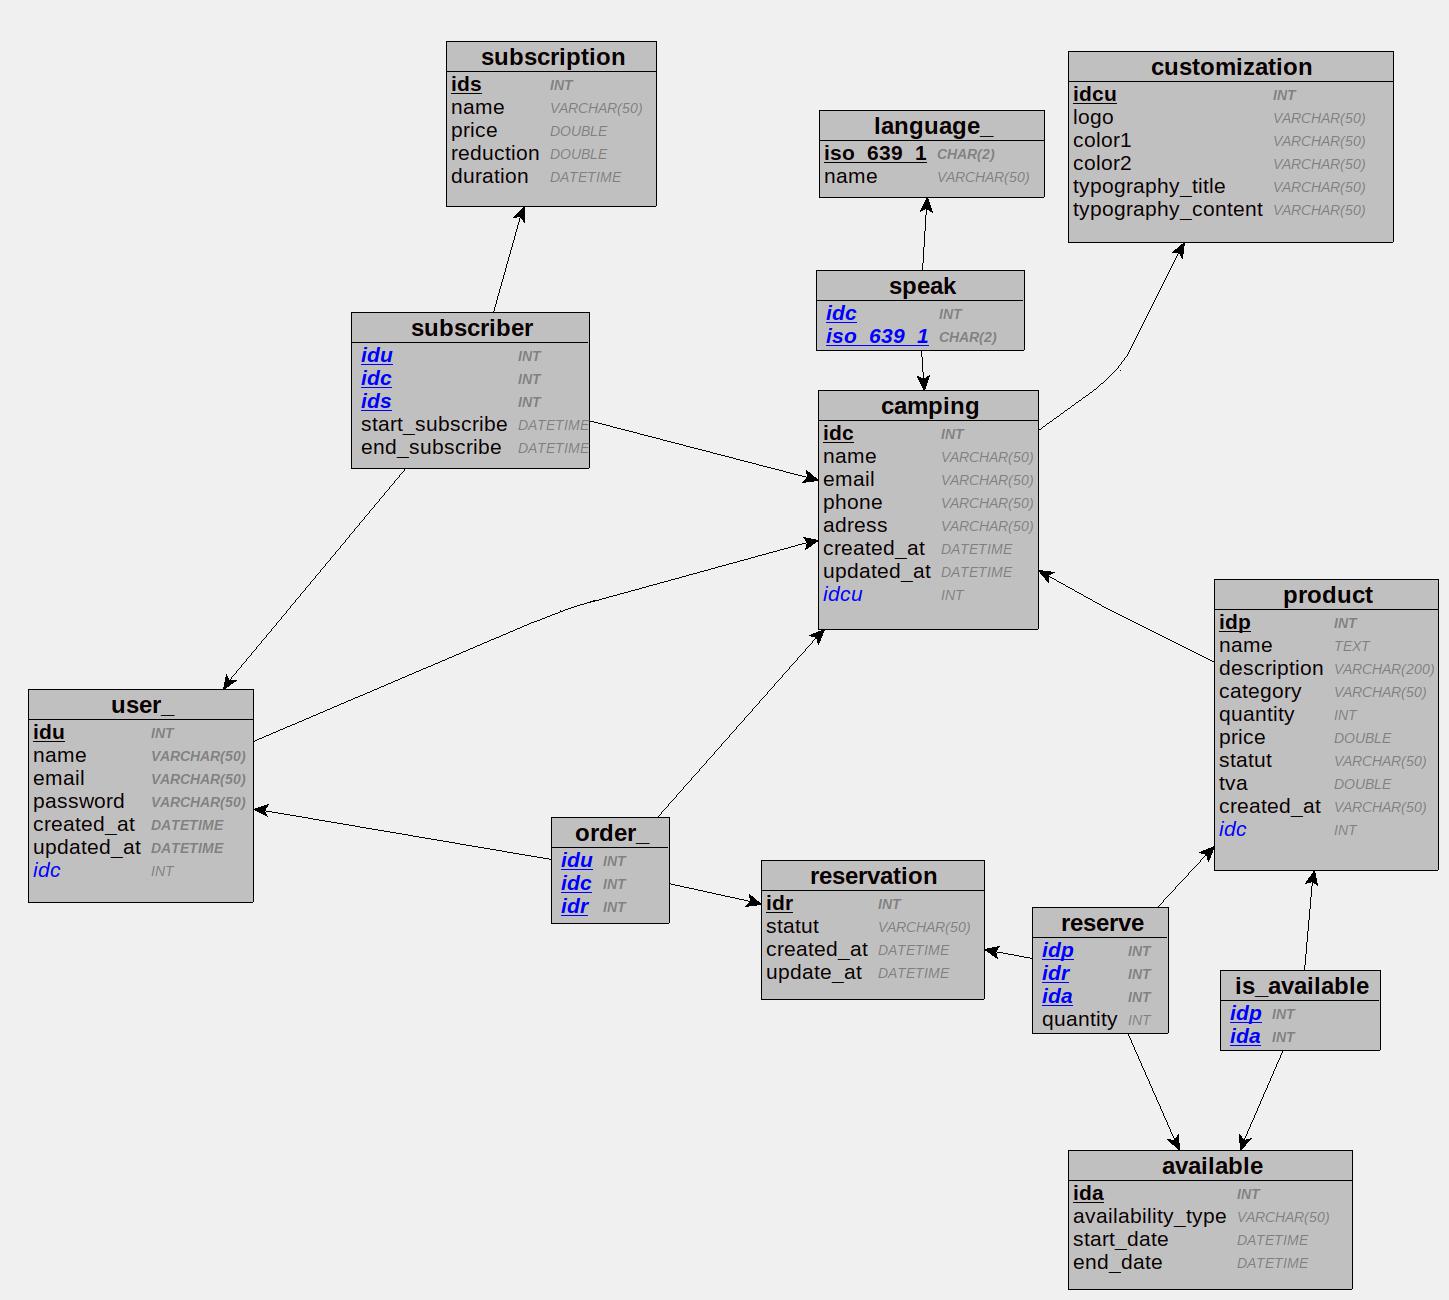 subscription
ids INT
name VARCHAR(50)
price DOUBLE
reduction DOUBLE
duration DATETIME
customization
idcu INT
logo VARCHAR(50)
color1 VARCHAR(50)
color2 VARCHAR(50)
typography_title VARCHAR(50)
typography_content VARCHAR(50)
language_
iso_639_1 CHAR(2)
name VARCHAR(50)
speak
idc INT
iso_639_1 CHAR(2)
subscriber
idu INT
idc INT
ids INT
start_subscribe DATETIME
end_subscribe DATETIME
camping
idc INT
name VARCHAR(50)
email VARCHAR(50)
phone VARCHAR(50)
adress VARCHAR(50)
created_at DATETIME
updated_at DATETIME
idcu INT
product
idp INT
name TEXT
description VARCHAR(200)
category VARCHAR(50)
quantity INT
price DOUBLE
statut VARCHAR(50)
tva DOUBLE
created_at VARCHAR(50)
idc INT
user_
idu INT
name VARCHAR(50)
email VARCHAR(50)
password VARCHAR(50)
created_at DATETIME
updated_at DATETIME
idc INT
order_
idu INT
idc INT
idr INT
reservation
idr INT
statut VARCHAR(50)
created_at DATETIME
update_at DATETIME
reserve
idp INT
idr INT
ida INT
quantity INT
is_available
idp INT
ida INT
available
ida INT
availability_type VARCHAR(50)
start_date DATETIME
end_date DATETIME